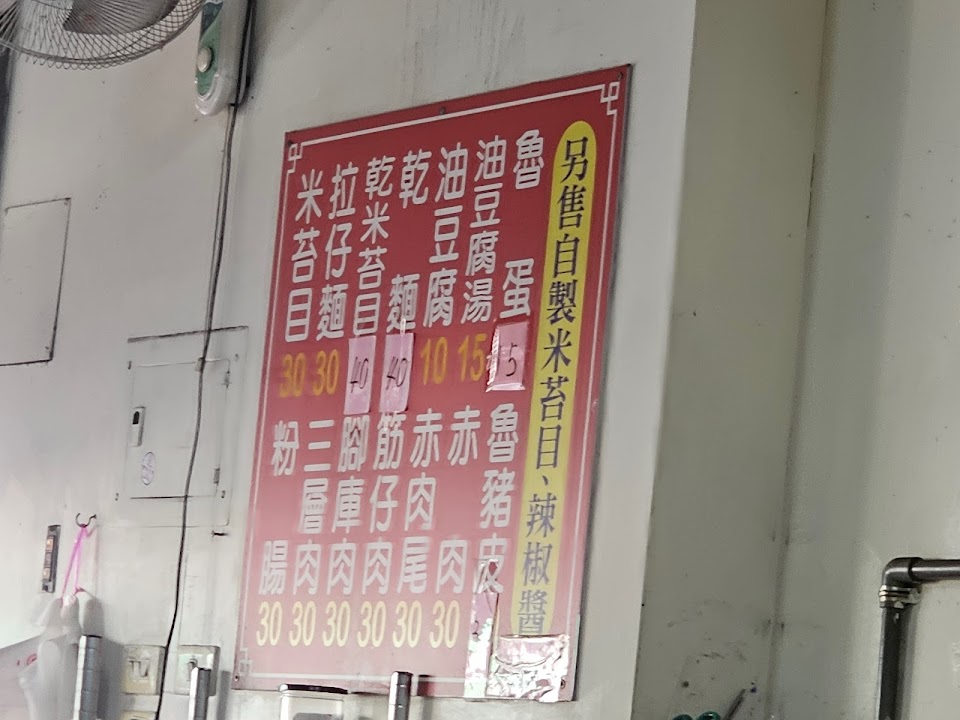 另售自製米苔目、辣椒醬
魯蛋 5
油豆腐湯 15
油豆腐 10
乾麵 40
乾米苔目 40
拉仔麵 30
米苔目 30
魯豬皮
赤肉 30
赤肉尾 30
筋仔肉 30
腳庫肉 30
三層肉 30
粉腸 30